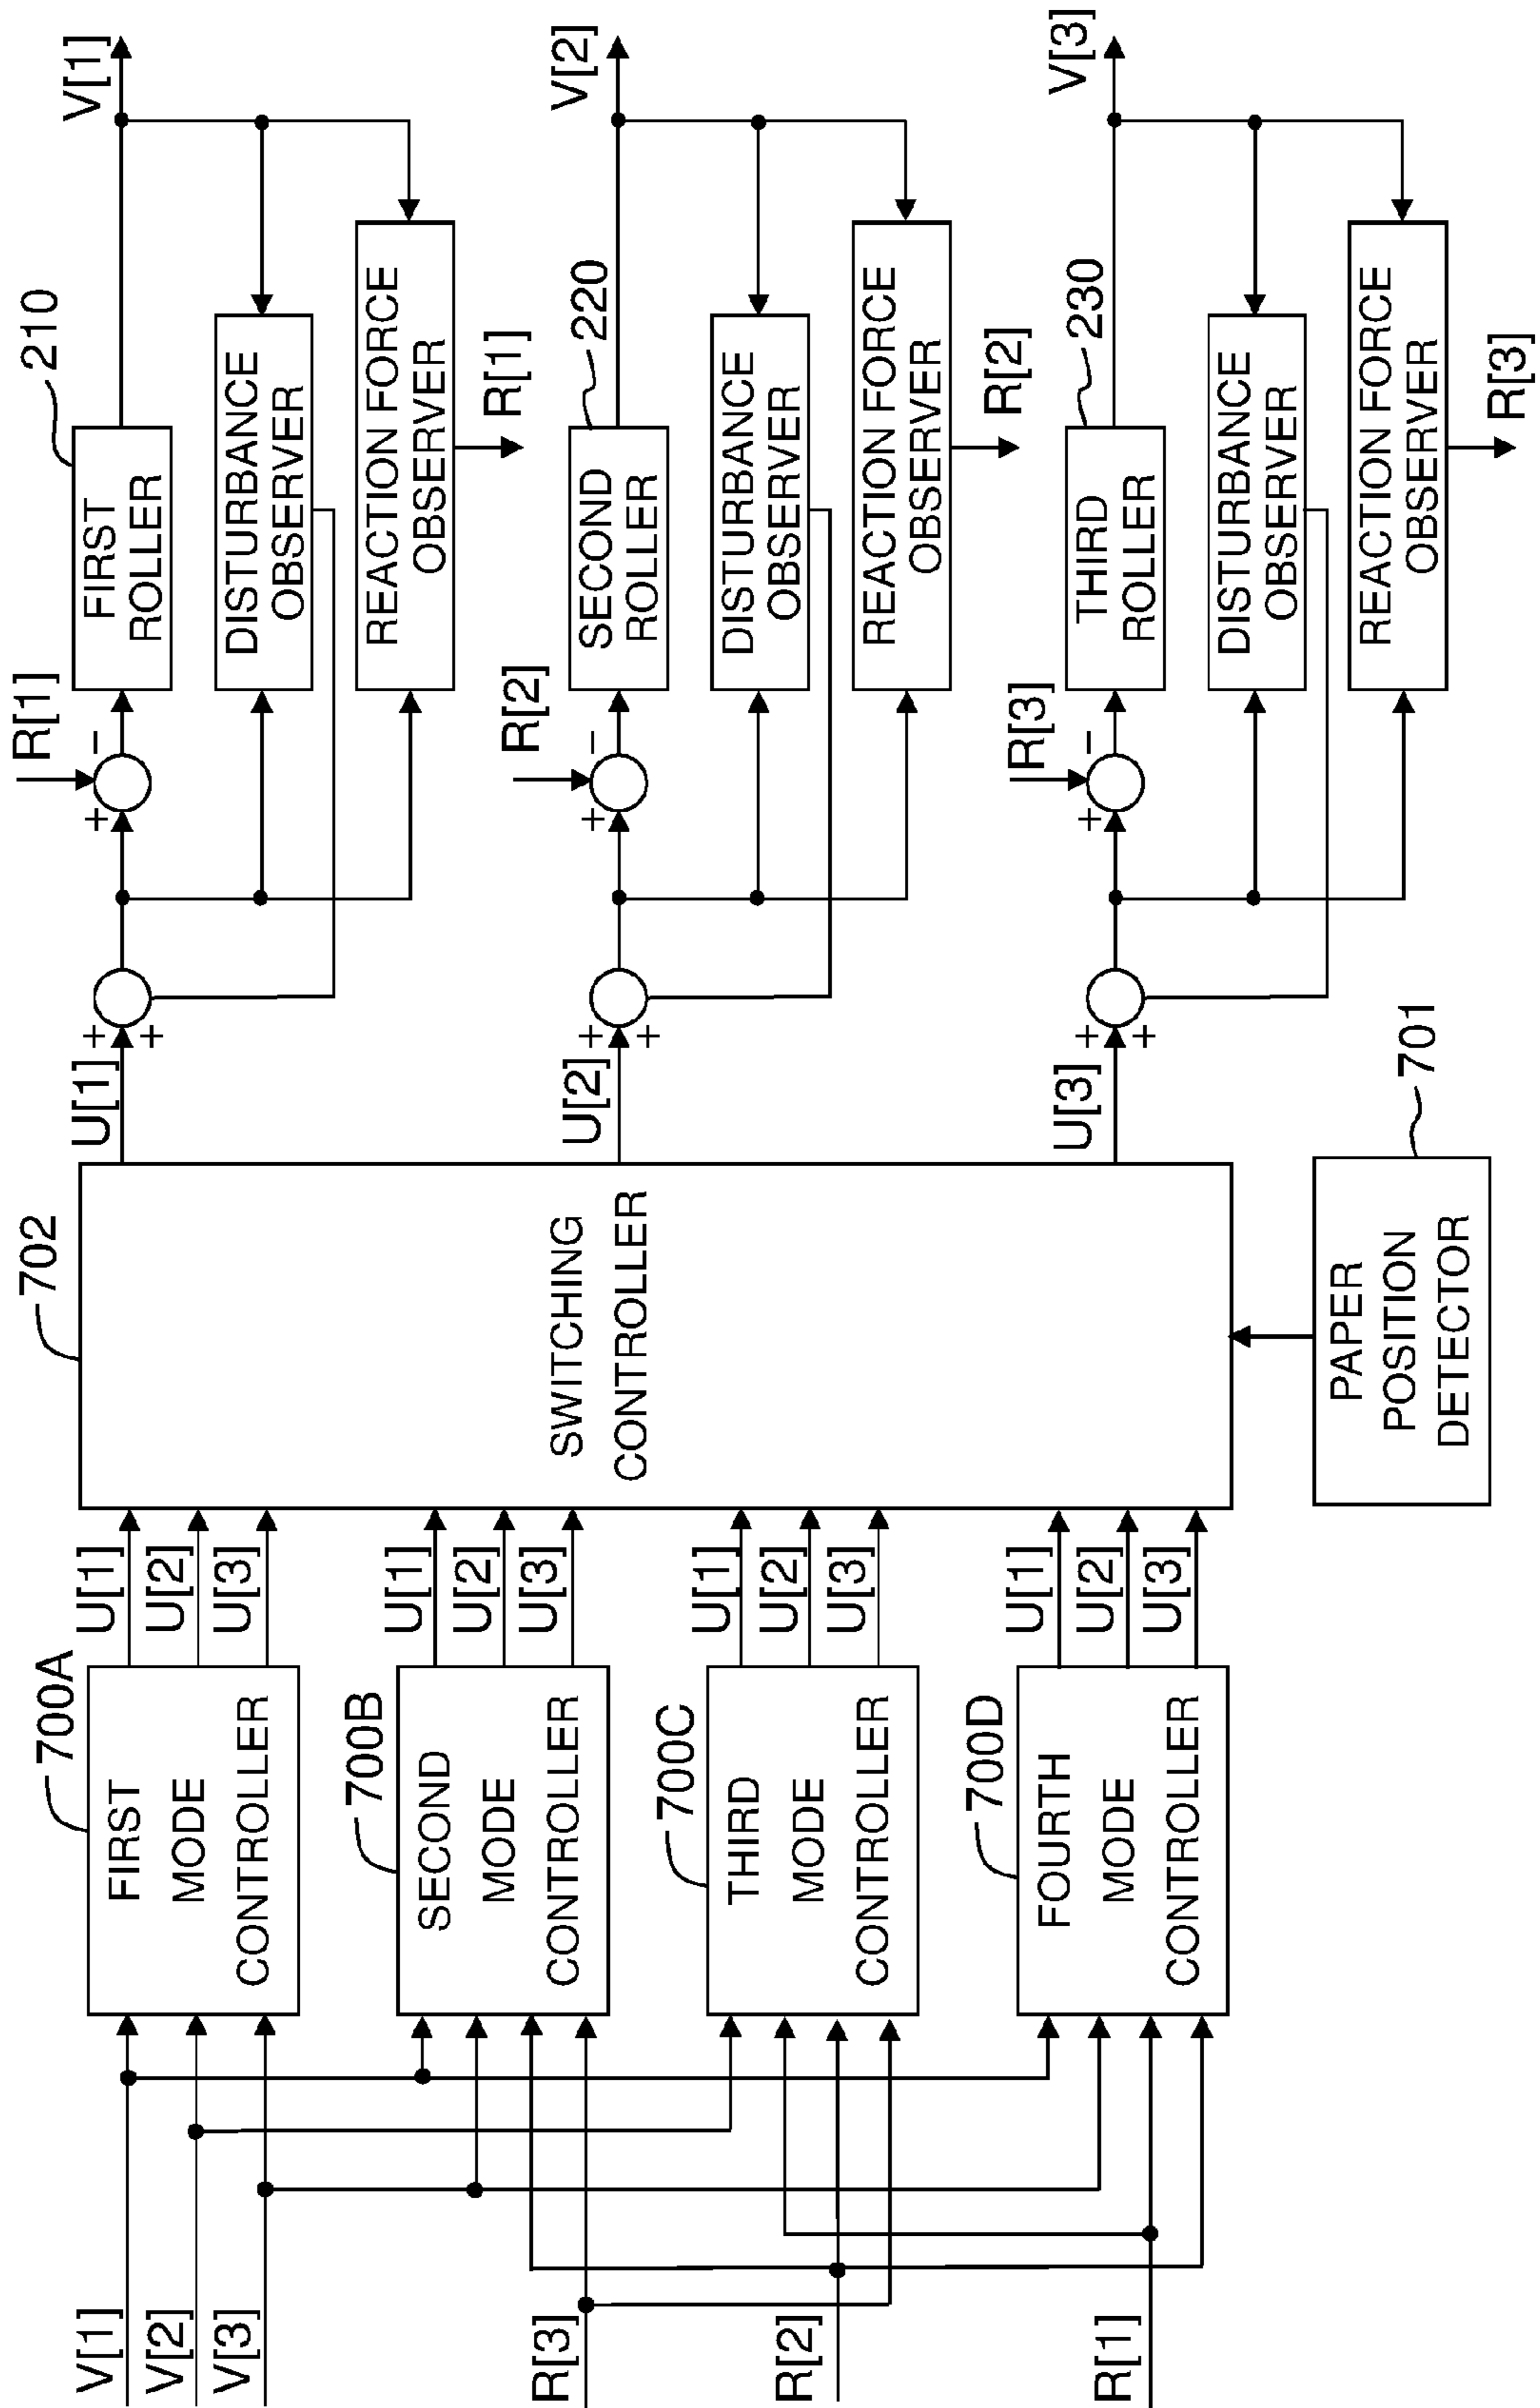 V[1]
V[2]
V[3]
R[3]
R[2]
R[1]
700A
FIRST
MODE
CONTROLLER
700B
SECOND
MODE
CONTROLLER
700C
THIRD
MODE
CONTROLLER
700D
FOURTH
MODE
CONTROLLER
U[1]
U[2]
U[3]
U[1]
U[2]
U[3]
U[1]
U[2]
U[3]
U[1]
U[2]
U[3]
702
SWITCHING
CONTROLLER
701
PAPER
POSITION
DETECTOR
U[1]
+
+
+
R[1]
-
210
FIRST
ROLLER
V[1]
DISTURBANCE
OBSERVER
REACTION FORCE
OBSERVER
R[1]
U[2]
+
+
+
R[2]
-
220
SECOND
ROLLER
V[2]
DISTURBANCE
OBSERVER
REACTION FORCE
OBSERVER
R[2]
U[3]
+
+
+
R[3]
-
230
THIRD
ROLLER
V[3]
DISTURBANCE
OBSERVER
REACTION FORCE
OBSERVER
R[3]